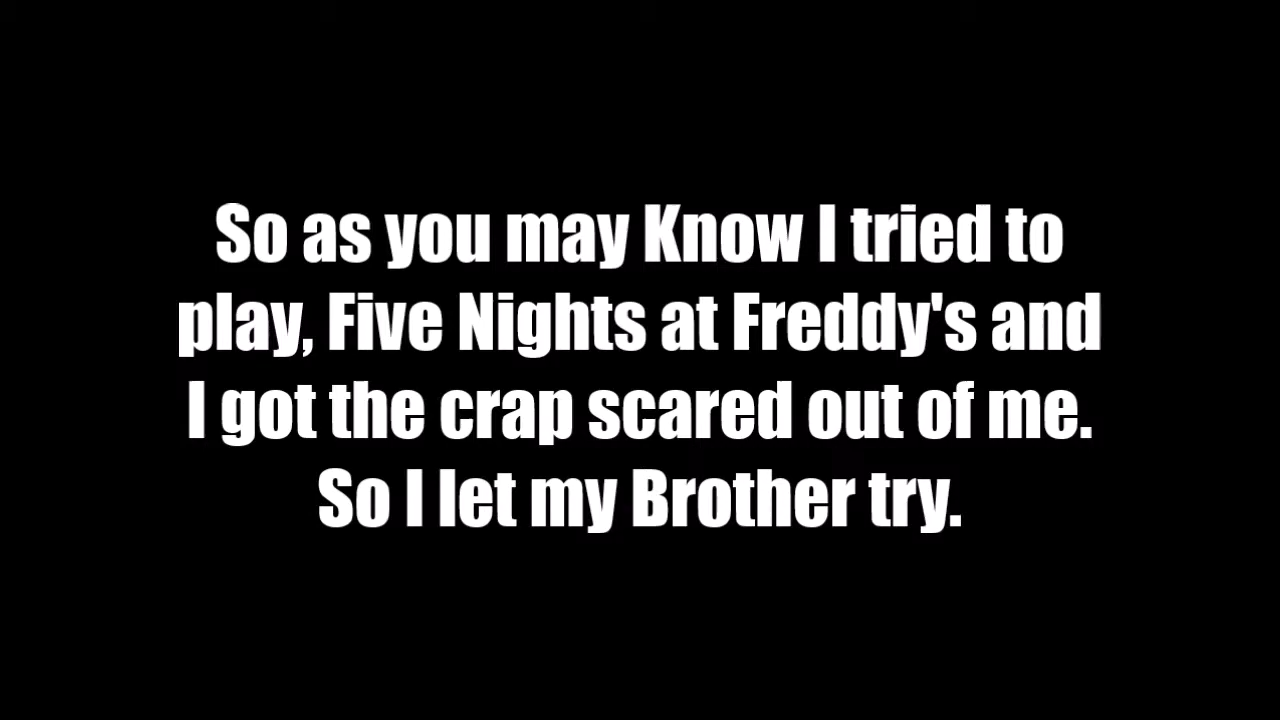 So as you may Know I tried to
play, Five Nights at Freddy's and
I got the crap scared out of me.
So I let my Brother try.